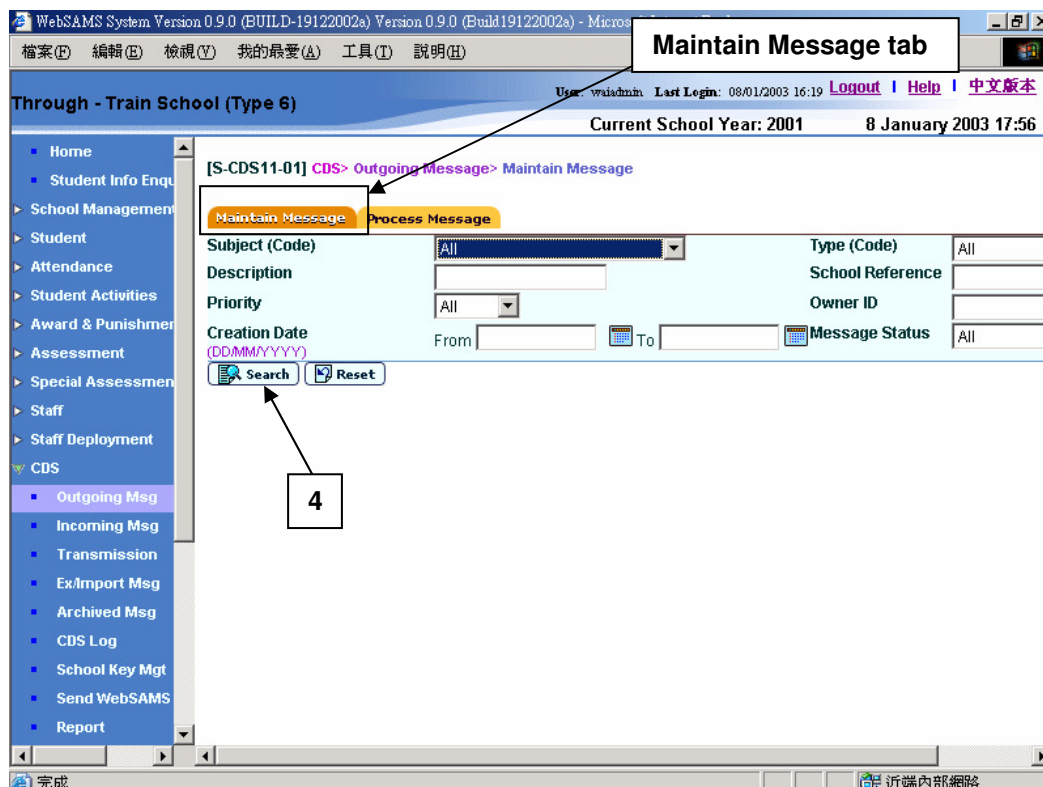 WebSAMS System Version 0.9.0 (BUILD-19122002a) Version 0.9.0 (Build19122002a) - Micros
檔案(F) 編輯(E) 檢視(V) 我的最愛(A) 工具(T) 說明(H)
Maintain Message tab
User: waiadmin Last Login: 08/01/2003 16:19 Logout | Help | 中文版本
Through - Train School (Type 6)
Current School Year: 2001 8 January 2003 17:56
Home
Student Info Enqu
School Management
Student
Attendance
Student Activities
Award & Punishmer
Assessment
Special Assessmen
Staff
Staff Deployment
CDS
Outgoing Msg
Incoming Msg
Transmission
Ex/Import Msg
Archived Msg
CDS Log
School Key Mgt
Send WebSAMS
Report
[S-CDS11-01] CDS> Outgoing Message> Maintain Message
Maintain Message Process Message
Subject (Code) All Type (Code) All
Description School Reference
Priority All Owner ID
Creation Date From To Message Status All
(DD/MM/YYYY)
Search Reset
4
完成 近端內部網路